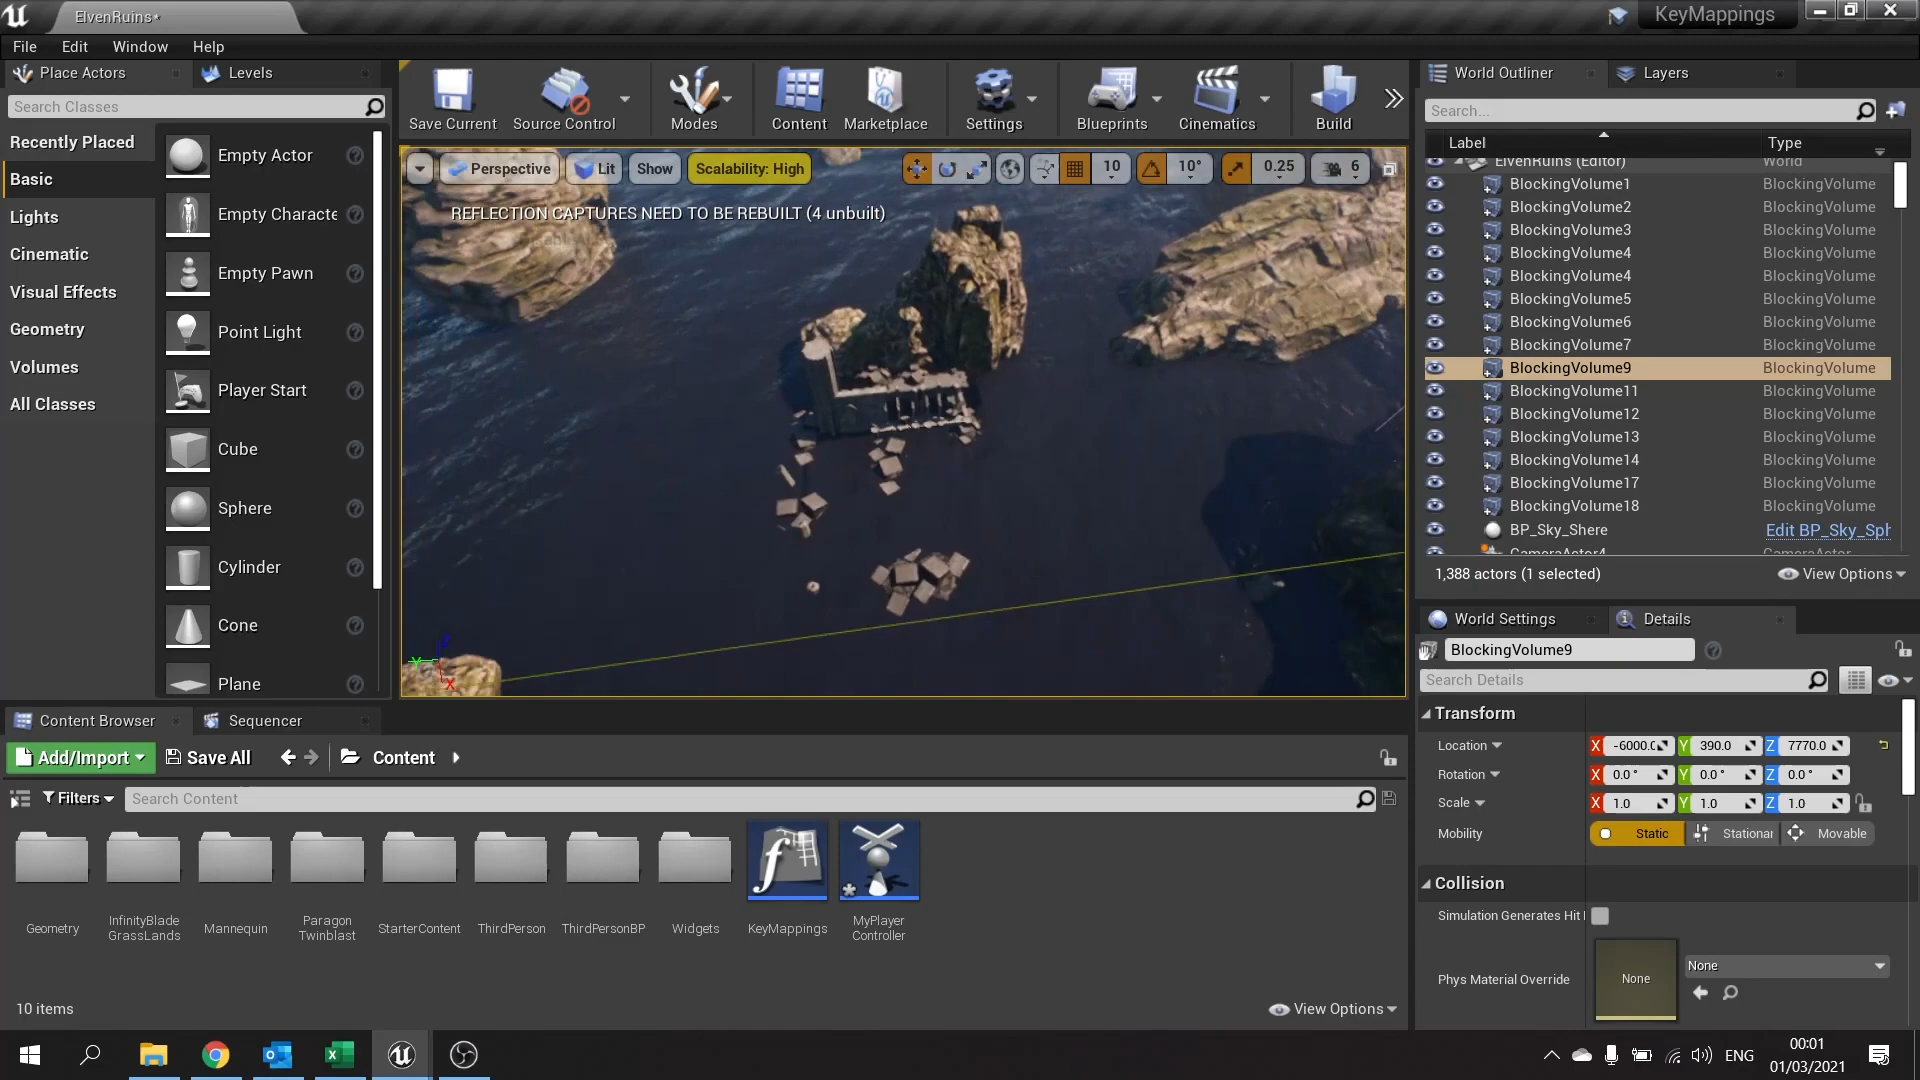 ElvenRuins*
KeyMappings
File Edit Window Help
Place Actors
Levels
Search Classes
Recently Placed
Basic
Lights
Cinematic
Visual Effects
Geometry
Volumes
All Classes
Empty Actor
Empty Characte
Empty Pawn
Point Light
Player Start
Cube
Sphere
Cylinder
Cone
Plane
Save Current
Source Control
Modes
Content
Marketplace
Settings
Blueprints
Cinematics
Build
Perspective
Lit
Show
Scalability: High
10
10°
0.25
6
REFLECTION CAPTURES NEED TO BE REBUILT (4 unbuilt)
Y
X
World Outliner
Layers
Search...
Label Type
ElvenRuins (Editor) World
BlockingVolume1 BlockingVolume
BlockingVolume2 BlockingVolume
BlockingVolume3 BlockingVolume
BlockingVolume4 BlockingVolume
BlockingVolume4 BlockingVolume
BlockingVolume5 BlockingVolume
BlockingVolume6 BlockingVolume
BlockingVolume7 BlockingVolume
BlockingVolume9 BlockingVolume
BlockingVolume11 BlockingVolume
BlockingVolume12 BlockingVolume
BlockingVolume13 BlockingVolume
BlockingVolume14 BlockingVolume
BlockingVolume17 BlockingVolume
BlockingVolume18 BlockingVolume
BP_Sky_Shere Edit BP_Sky_Sph
CameraActor4 CameraActor
1,388 actors (1 selected)
View Options
World Settings
Details
BlockingVolume9
Search Details
Transform
Location X -6000.0 Y 390.0 Z 7770.0
Rotation X 0.0° Y 0.0° Z 0.0°
Scale X 1.0 Y 1.0 Z 1.0
Mobility Static Stationar Movable
Collision
Simulation Generates Hit
Phys Material Override
None
None
Content Browser
Sequencer
Add/Import Save All Content
Filters
Search Content
Geometry
InfinityBlade
GrassLands
Mannequin
Paragon
Twinblast
StarterContent
ThirdPerson
ThirdPersonBP
Widgets
KeyMappings
MyPlayer
Controller
10 items
View Options
ENG
00:01
01/03/2021